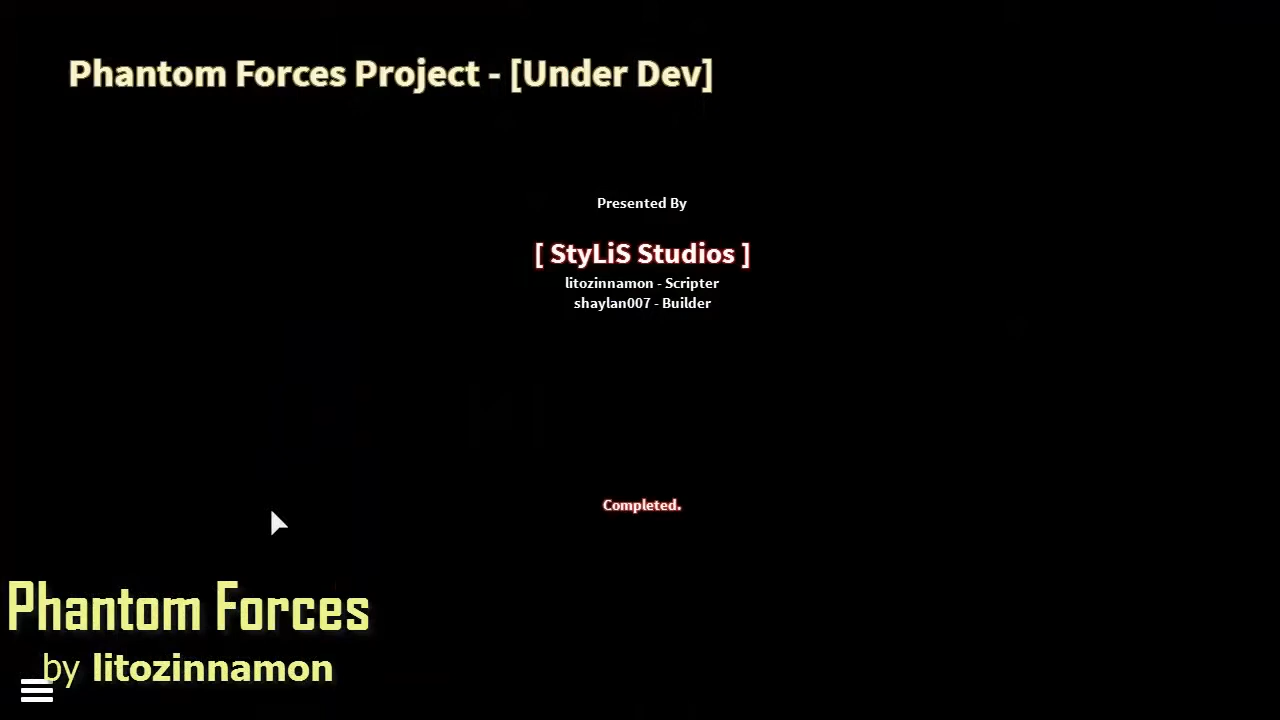 Phantom Forces Project - [Under Dev]
Presented By
[ StyLiS Studios ]
litozinnamon - Scripter
shaylan007 - Builder
Completed.
Phantom Forces
by litozinnamon